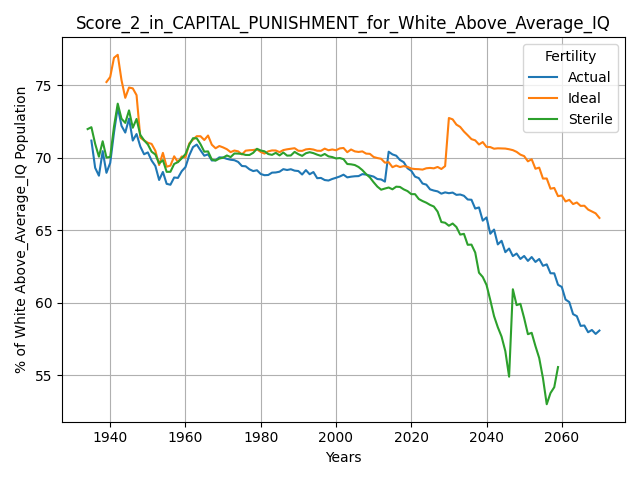 Score_2_in_CAPITAL_PUNISHMENT_for_White_Above_Average_IQ
% of White Above_Average_IQ Population
75
70
65
60
55
1940 1960 1980 2000 2020 2040 2060
Years
Fertility
Actual
Ideal
Sterile